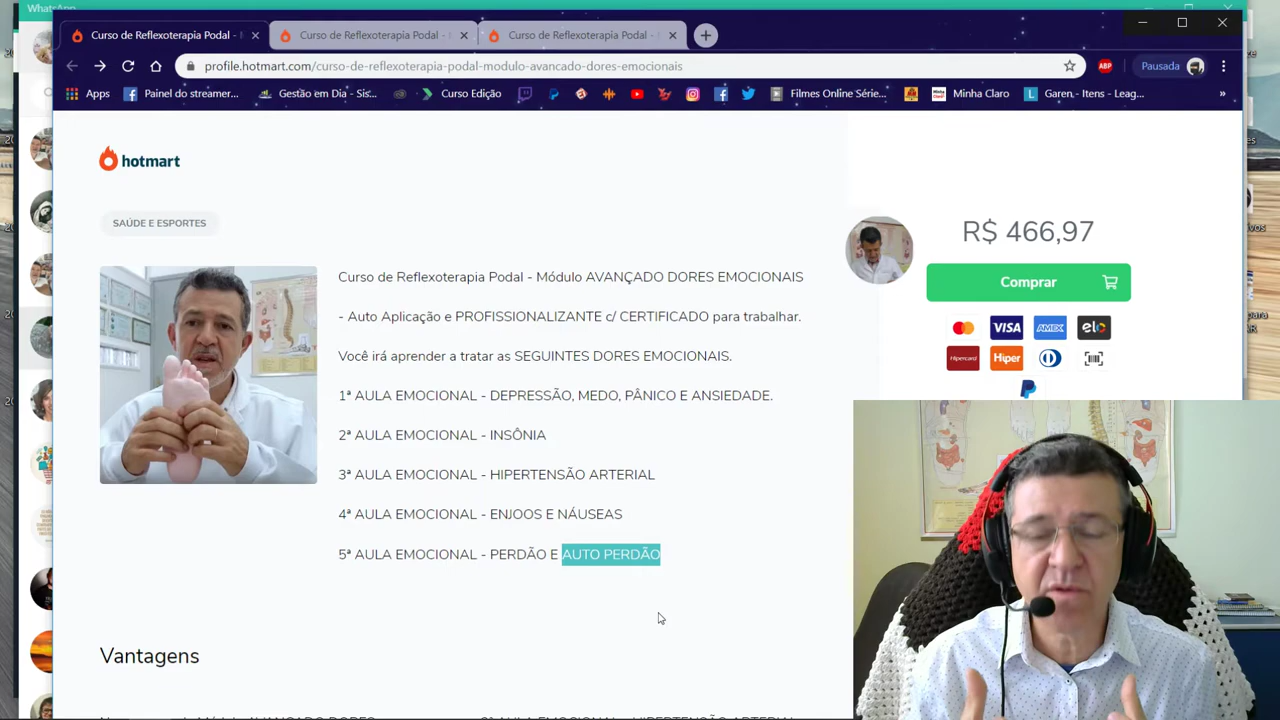 WhatsApp
Curso de Reflexoterapia Podal -
Curso de Reflexoterapia Podal -
Curso de Reflexoterapia Podal -
profile.hotmart.com/curso-de-reflexoterapia-podal-modulo-avancado-dores-emocionais
ABP
Pausada
Apps
Painel do streamer...
Gestão em Dia - Sis...
Curso Edição
Filmes Online Série...
Minha Claro
Garen - Itens - Leag...
»
hotmart
SAÚDE E ESPORTES
R$ 466,97
Comprar
VISA
AMEX
elo
Hipercard
Hiper
Curso de Reflexoterapia Podal - Módulo AVANÇADO DORES EMOCIONAIS
- Auto Aplicação e PROFISSIONALIZANTE c/ CERTIFICADO para trabalhar.
Você irá aprender a tratar as SEGUINTES DORES EMOCIONAIS.
1ª AULA EMOCIONAL - DEPRESSÃO, MEDO, PÂNICO E ANSIEDADE.
2ª AULA EMOCIONAL - INSÔNIA
3ª AULA EMOCIONAL - HIPERTENSÃO ARTERIAL
4ª AULA EMOCIONAL - ENJOOS E NÁUSEAS
5ª AULA EMOCIONAL - PERDÃO E AUTO PERDÃO
Vantagens